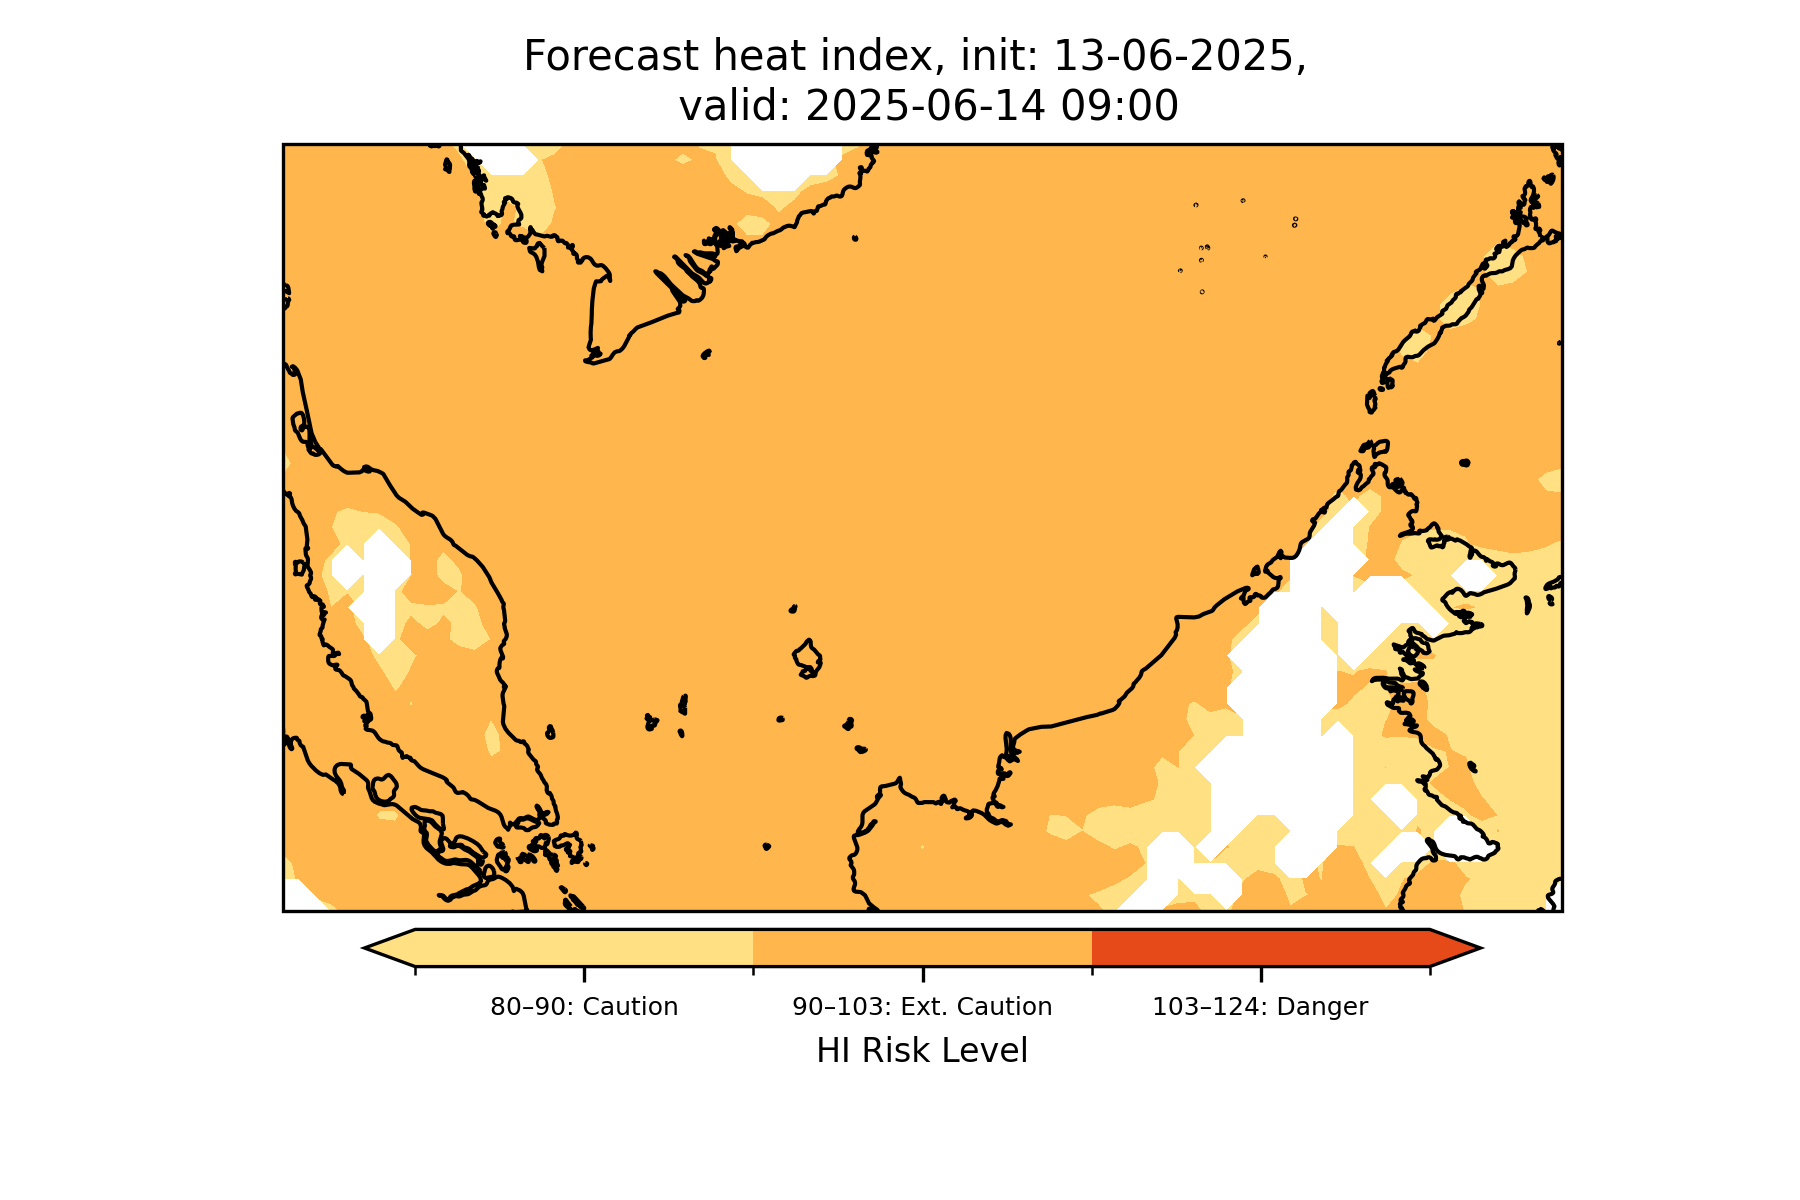 Forecast heat index, init: 13-06-2025,
valid: 2025-06-14 09:00
80–90: Caution
90–103: Ext. Caution
103–124: Danger
HI Risk Level